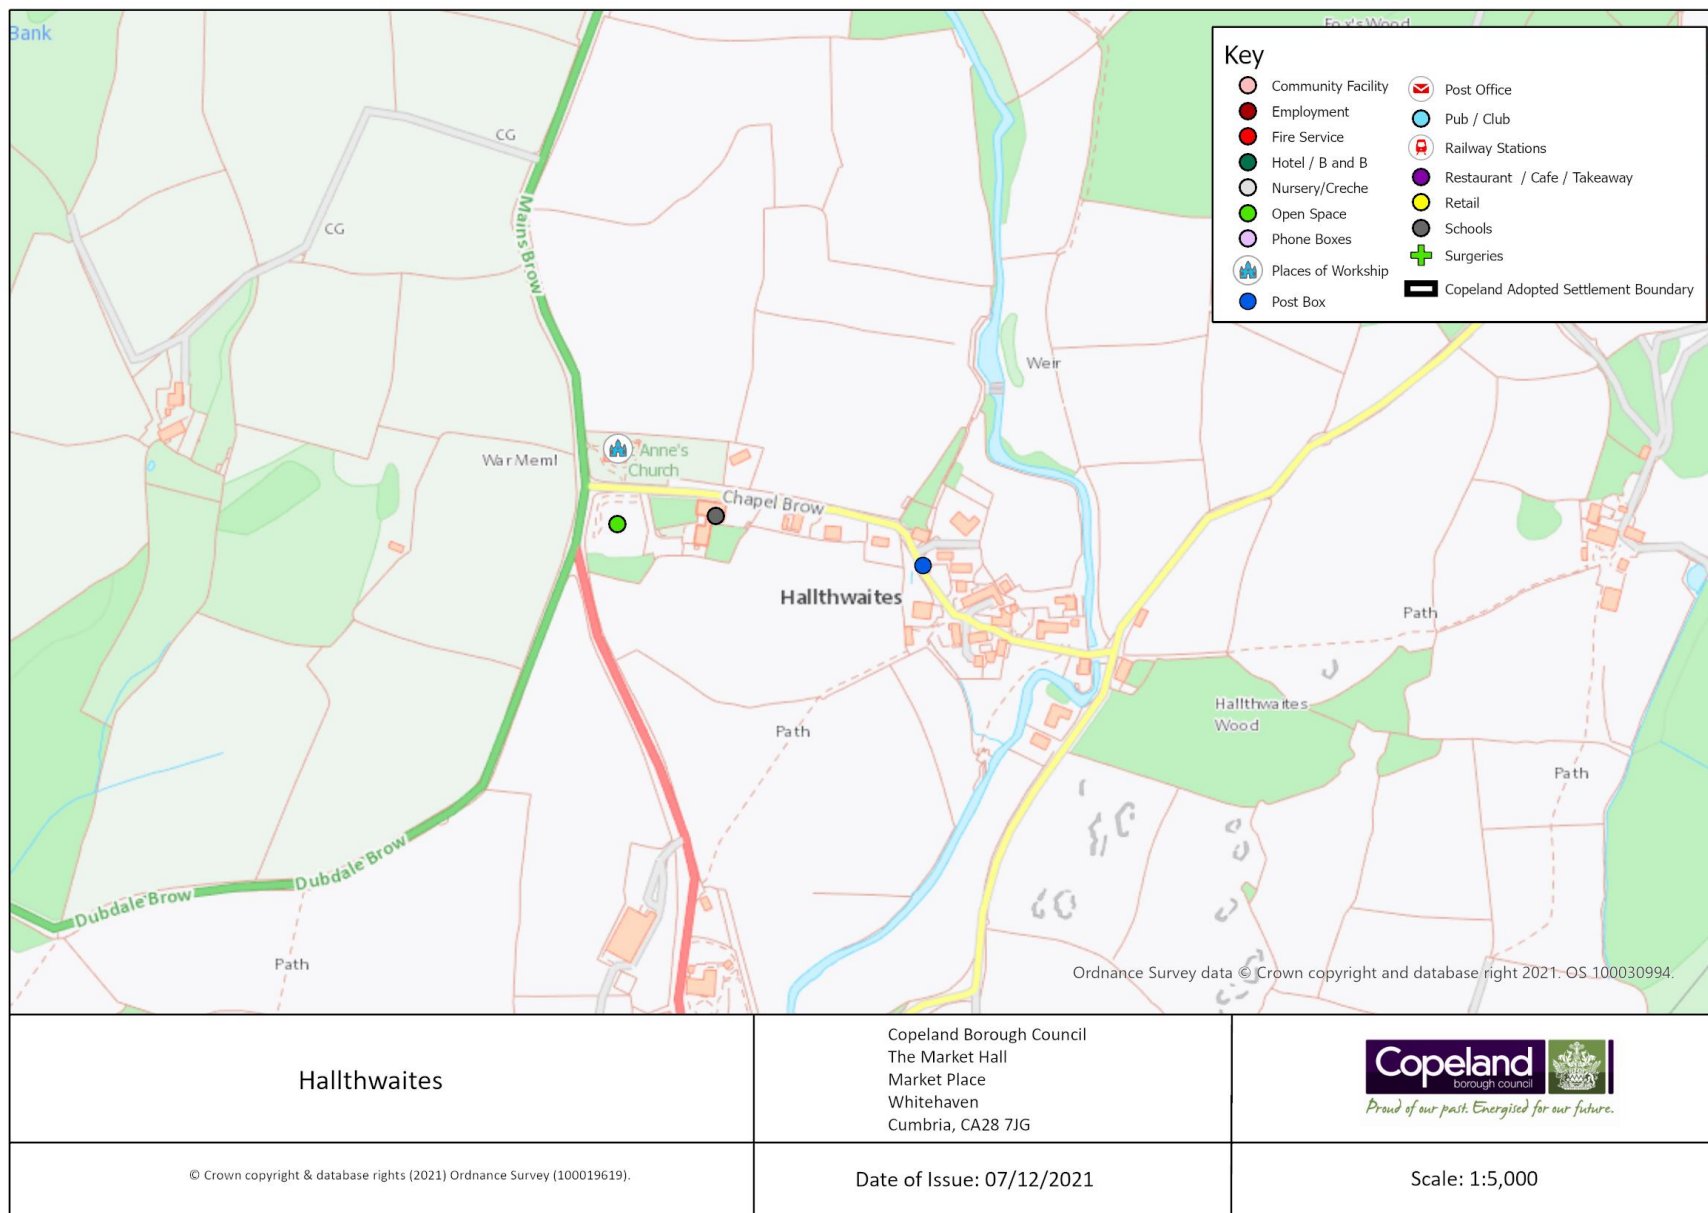 Bank
Fox's Wood
CG
CG
Mains Brow
Weir
War Meml
Anne's
Church
Chapel Brow
Hallthwaites
Path
Path
Hallthwaites
Wood
Path
Path
Dubdale Brow
Dubdale Brow
Path
Key
Community Facility
Employment
Fire Service
Hotel / B and B
Nursery/Creche
Open Space
Phone Boxes
Places of Workship
Post Box
Post Office
Pub / Club
Railway Stations
Restaurant / Cafe / Takeaway
Retail
Schools
Surgeries
Copeland Adopted Settlement Boundary
Ordnance Survey data © Crown copyright and database right 2021. OS 100030994.
Hallthwaites
Copeland Borough Council
The Market Hall
Market Place
Whitehaven
Cumbria, CA28 7JG
Copeland
borough council
Proud of our past. Energised for our future.
© Crown copyright & database rights (2021) Ordnance Survey (100019619).
Date of Issue: 07/12/2021
Scale: 1:5,000